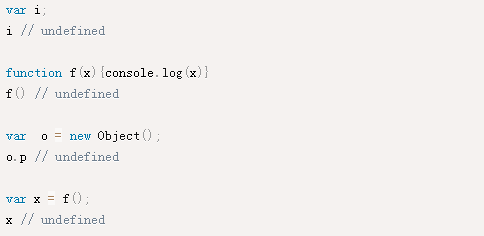 var i;
i // undefined
function f(x){console.log(x)}
f() // undefined
var  o = new Object();
o.p // undefined
var x = f();
x // undefined